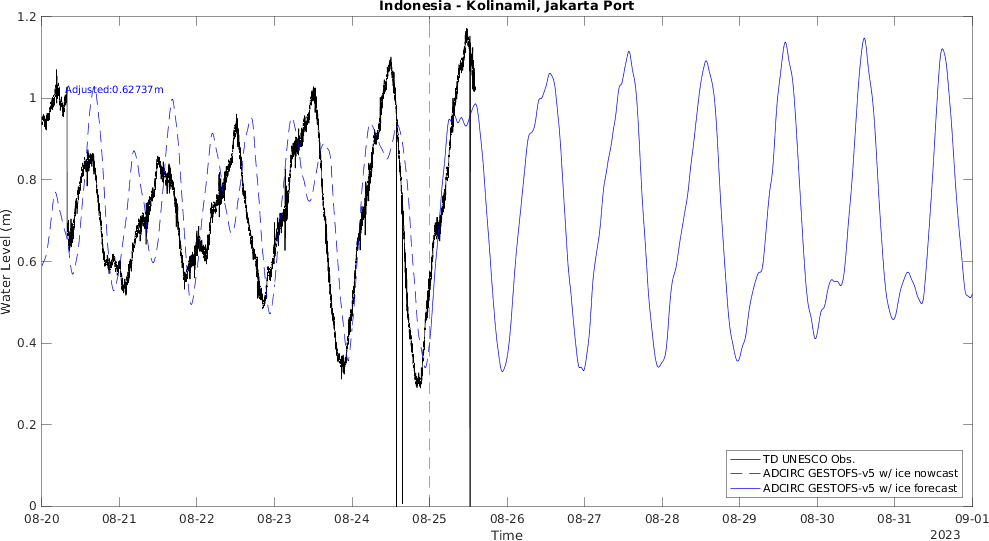 Indonesia - Kolinamil, Jakarta Port
Adjusted:0.62737m
Water Level (m)
1.2
1
0.8
0.6
0.4
0.2
0
08-20 08-21 08-22 08-23 08-24 08-25 08-26 08-27 08-28 08-29 08-30 08-31 09-01
Time
2023
TD UNESCO Obs.
ADCIRC GESTOFS-v5 w/ ice nowcast
ADCIRC GESTOFS-v5 w/ ice forecast